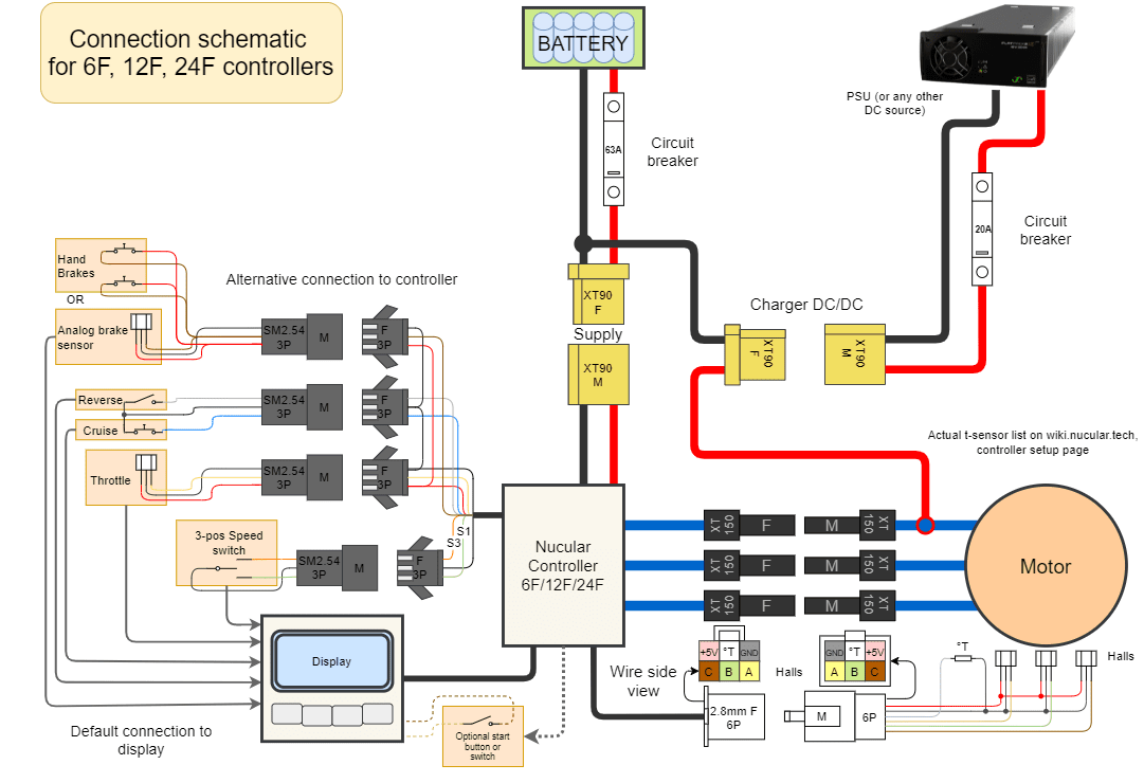 Connection schematic
for 6F, 12F, 24F controllers
BATTERY
63A
Circuit
breaker
PSU (or any other
DC source)
20A
Circuit
breaker
Hand
Brakes
OR
Analog brake
sensor
Alternative connection to controller
SM2.54
3P
M
F
3P
XT90
F
Supply
XT90
M
Charger DC/DC
XT90
F
XT90
M
Reverse
Cruise
SM2.54
3P
M
F
3P
Actual t-sensor list on wiki.nucular.tech,
controller setup page
Throttle
SM2.54
3P
M
F
3P
S1
S3
3-pos Speed
switch
SM2.54
3P
M
F
3P
Nucular
Controller
6F/12F/24F
XT
150
F
M
XT
150
XT
150
F
M
XT
150
XT
150
F
M
XT
150
Motor
Display
Default connection to
display
Optional start
button or
switch
Wire side
view
+5V °T GND
C B A
Halls
GND °T +5V
A B C
2.8mm F
6P
M
6P
°T
Halls